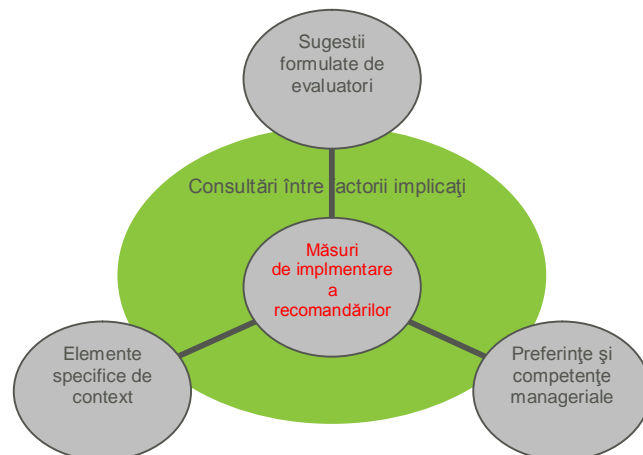 Sugestii
formulate de
evaluatori
Consultări între factorii implicaţi
Măsuri
de implmentare
a
recomandărilor
Elemente
specifice de
context
Preferinţe şi
competenţe
manageriale